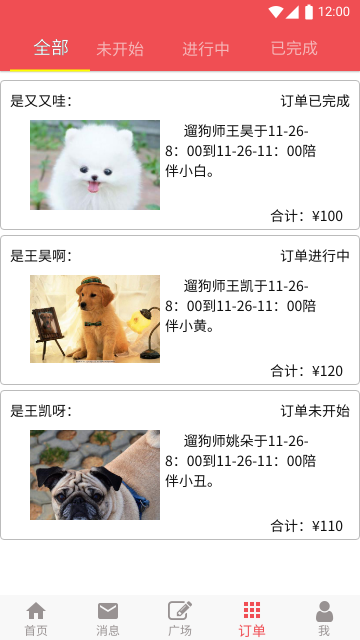 12:00
全部 未开始 进行中 已完成
是又又哇： 订单已完成
遛狗师王昊于11-26-
8：00到11-26-11：00陪
伴小白。
合计：¥100
是王昊啊： 订单进行中
遛狗师王凯于11-26-
8：00到11-26-11：00陪
伴小黄。
合计：¥120
是王凯呀： 订单未开始
遛狗师姚朵于11-26-
8：00到11-26-11：00陪
伴小丑。
合计：¥110
首页 消息 广场 订单 我